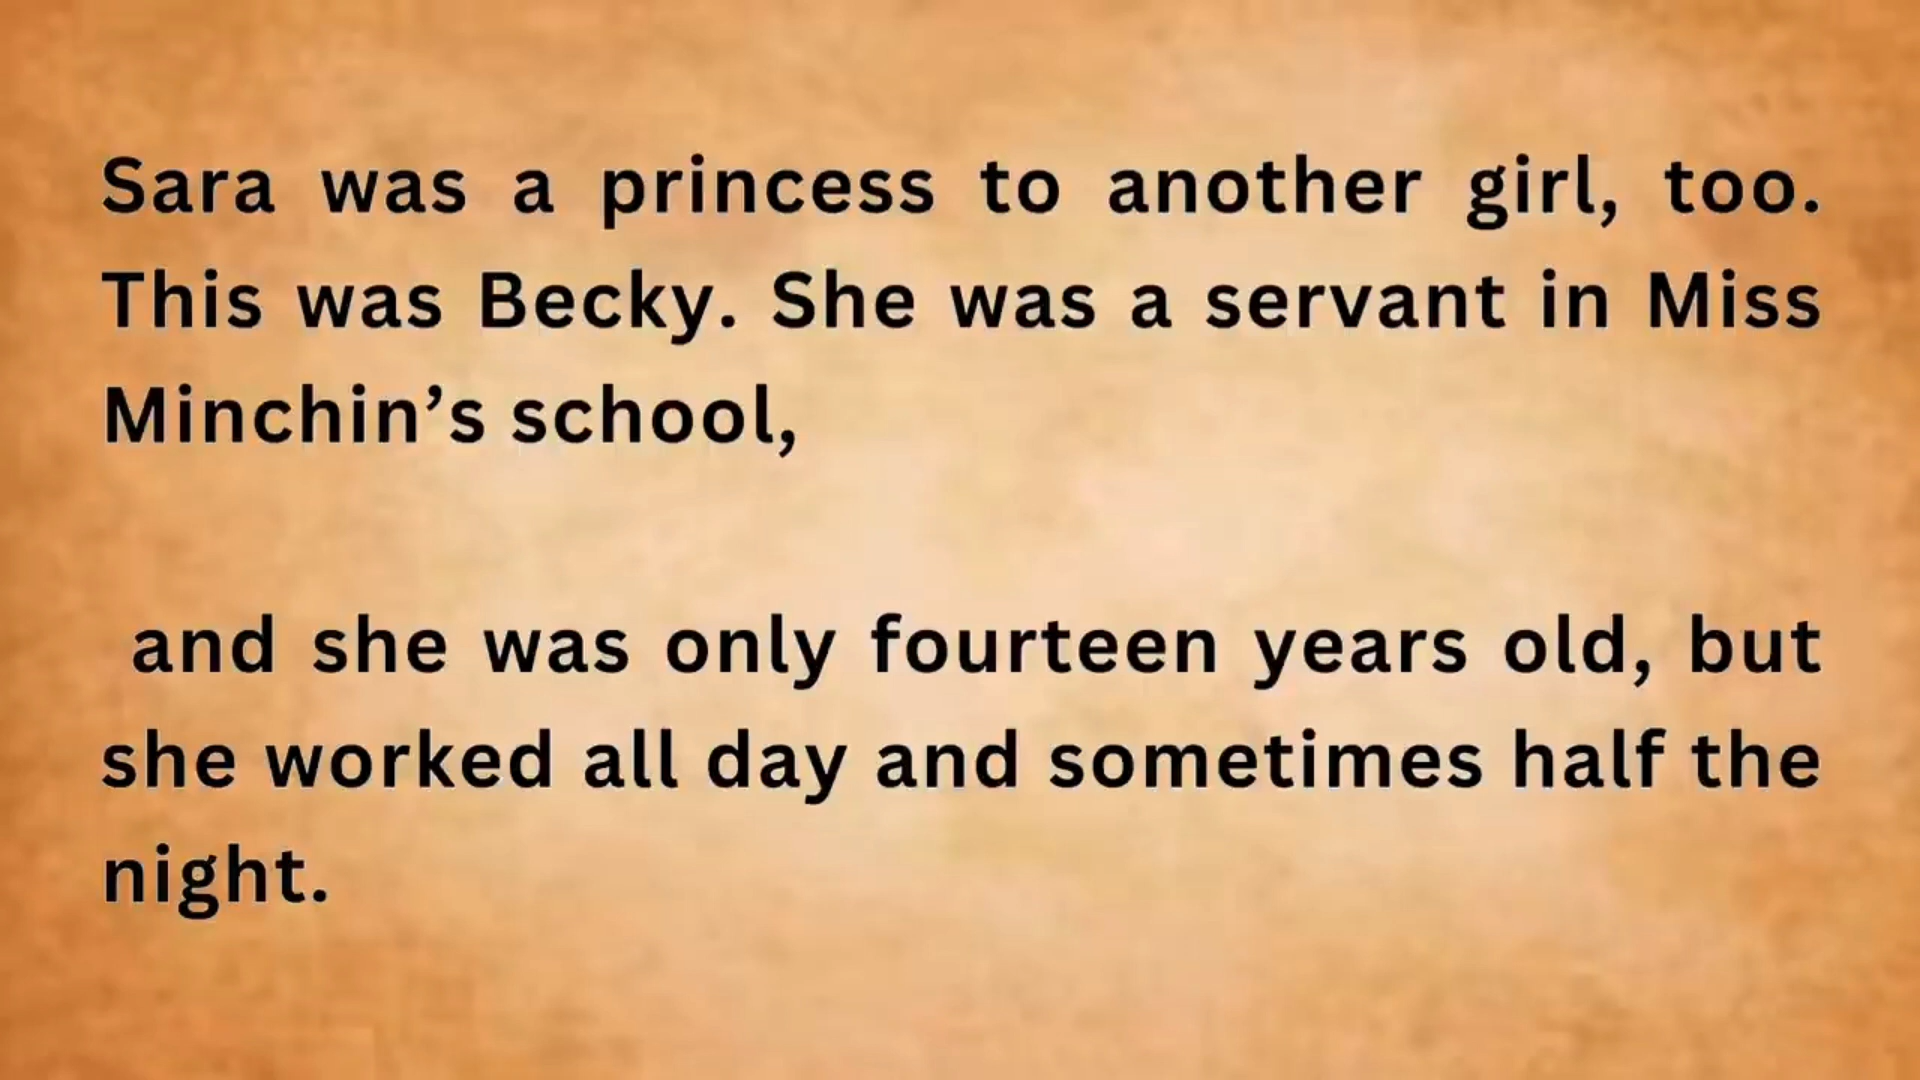 Sara was a princess to another girl, too.
This was Becky. She was a servant in Miss
Minchin’s school,
and she was only fourteen years old, but
she worked all day and sometimes half the
night.